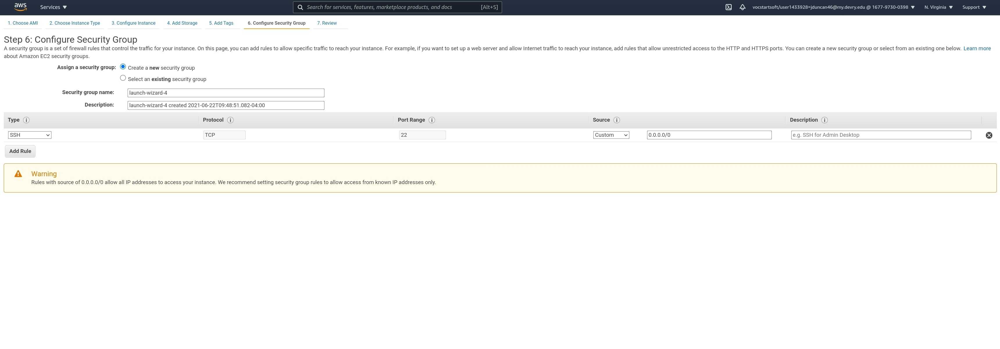 aws
Services
Search for services, features, marketplace products, and docs
[Alt+S]
vocstartsoft/user1433928=jduncan46@my.devry.edu @ 1677-9730-0398
N. Virginia
Support
1. Choose AMI
2. Choose Instance Type
3. Configure Instance
4. Add Storage
5. Add Tags
6. Configure Security Group
7. Review
Step 6: Configure Security Group
A security group is a set of firewall rules that control the traffic for your instance. On this page, you can add rules to allow specific traffic to reach your instance. For example, if you want to set up a web server and allow Internet traffic to reach your instance, add rules that allow unrestricted access to the HTTP and HTTPS ports. You can create a new security group or select from an existing one below. Learn more
about Amazon EC2 security groups.
Assign a security group:
Create a new security group
Select an existing security group
Security group name:
launch-wizard-4
Description:
launch-wizard-4 created 2021-06-22T09:48:51.082-04:00
Type
Protocol
Port Range
Source
Description
SSH
TCP
22
Custom
0.0.0.0/0
e.g. SSH for Admin Desktop
Add Rule
Warning
Rules with source of 0.0.0.0/0 allow all IP addresses to access your instance. We recommend setting security group rules to allow access from known IP addresses only.